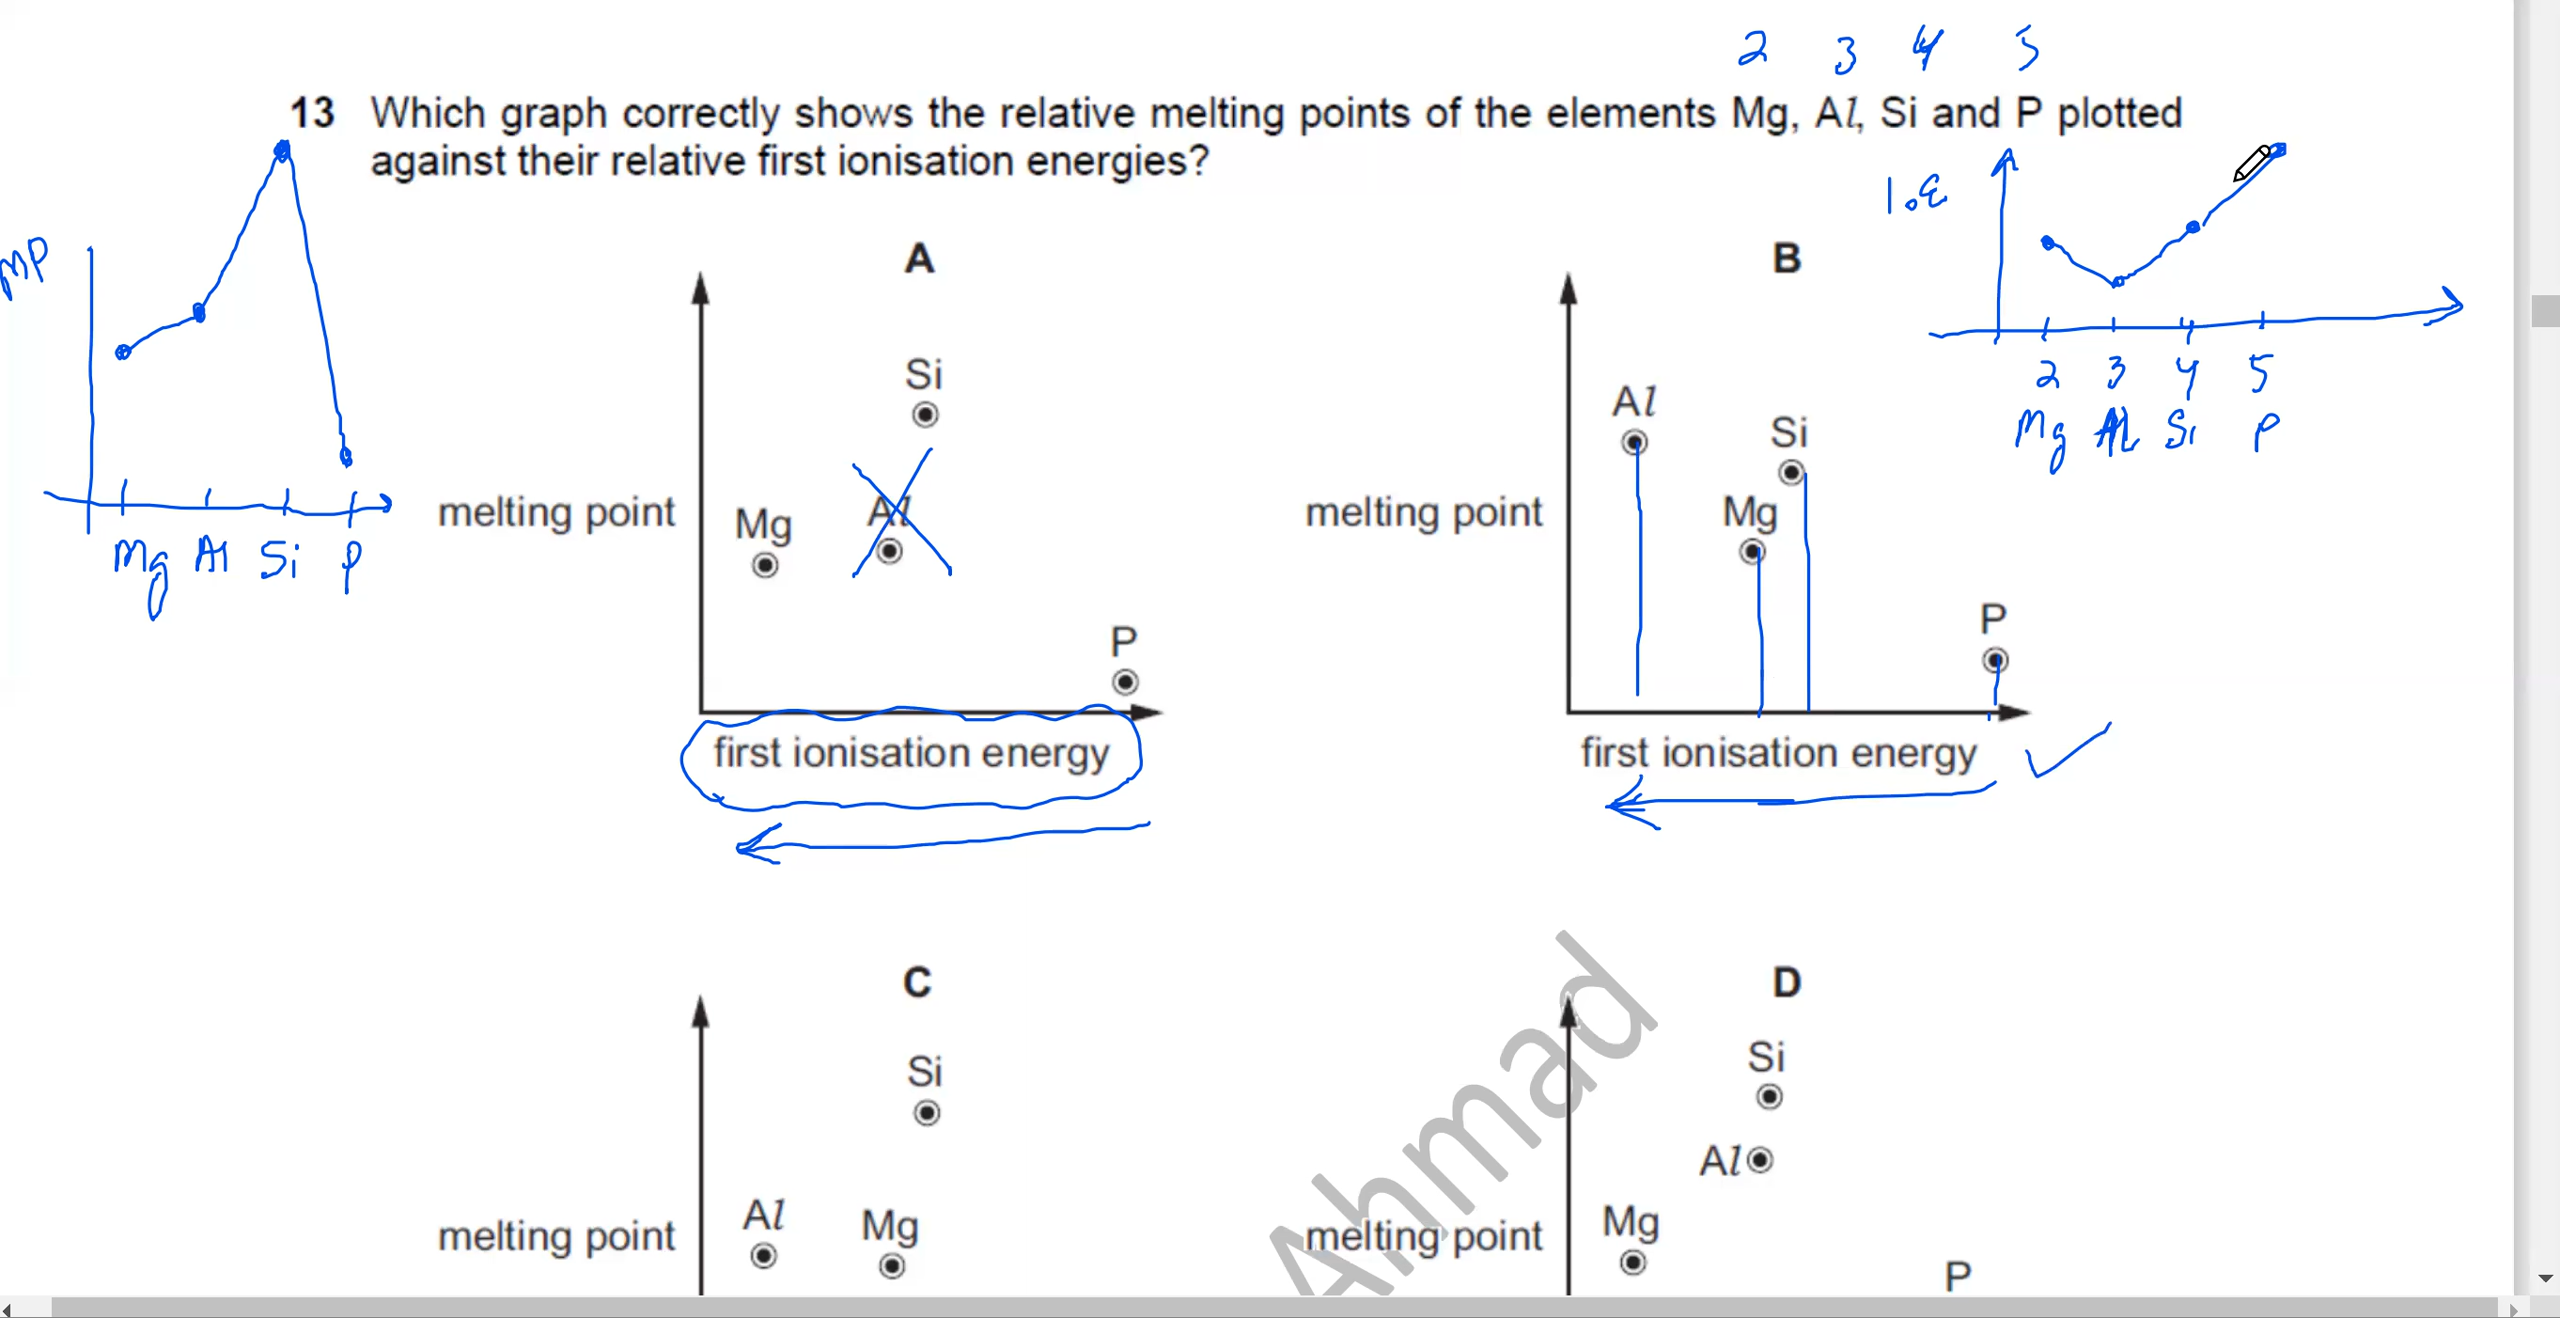 2 3 4 5
13 Which graph correctly shows the relative melting points of the elements Mg, Al, Si and P plotted
against their relative first ionisation energies?
MP
Mg Al Si P
I.E
2 3 4 5
Mg Al Si P
A
Si
Mg
Al
P
melting point
first ionisation energy
B
Al
Si
Mg
P
melting point
first ionisation energy
C
Si
Al
Mg
melting point
D
Si
Al
Mg
P
melting point
Ahmad